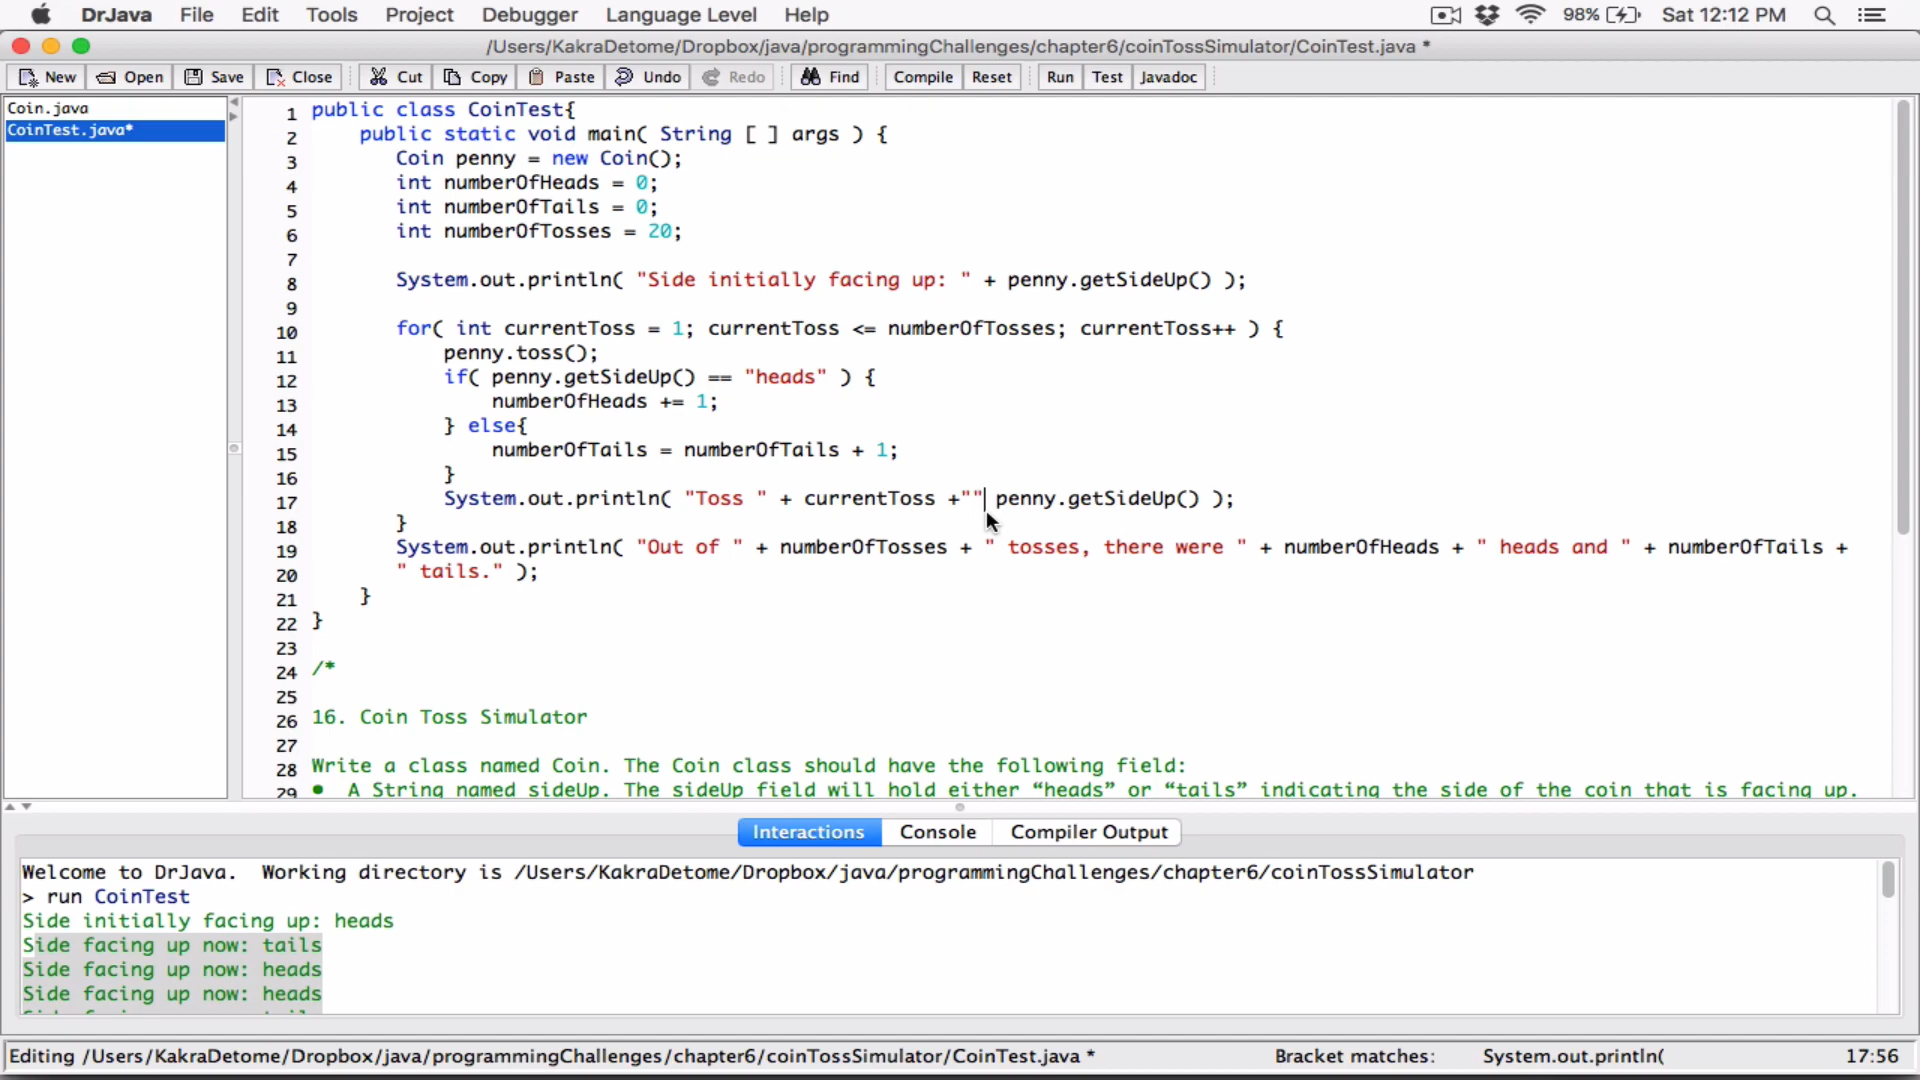 DrJava File Edit Tools Project Debugger Language Level Help 98% Sat 12:12 PM
/Users/KakraDetome/Dropbox/java/programmingChallenges/chapter6/coinTossSimulator/CoinTest.java *
New Open Save Close Cut Copy Paste Undo Redo Find Compile Reset Run Test Javadoc
Coin.java
CoinTest.java*
1 public class CoinTest{
2 public static void main( String [ ] args ) {
3 Coin penny = new Coin();
4 int numberOfHeads = 0;
5 int numberOfTails = 0;
6 int numberOfTosses = 20;
7
8 System.out.println( "Side initially facing up: " + penny.getSideUp() );
9
10 for( int currentToss = 1; currentToss <= numberOfTosses; currentToss++ ) {
11 penny.toss();
12 if( penny.getSideUp() == "heads" ) {
13 numberOfHeads += 1;
14 } else{
15 numberOfTails = numberOfTails + 1;
16 }
17 System.out.println( "Toss " + currentToss +"" penny.getSideUp() );
18 }
19 System.out.println( "Out of " + numberOfTosses + " tosses, there were " + numberOfHeads + " heads and " + numberOfTails +
20 " tails." );
21 }
22 }
23
24 /*
25
26 16. Coin Toss Simulator
27
28 Write a class named Coin. The Coin class should have the following field:
29 • A String named sideUp. The sideUp field will hold either “heads” or “tails” indicating the side of the coin that is facing up.
Interactions Console Compiler Output
Welcome to DrJava. Working directory is /Users/KakraDetome/Dropbox/java/programmingChallenges/chapter6/coinTossSimulator
> run CoinTest
Side initially facing up: heads
Side facing up now: tails
Side facing up now: heads
Side facing up now: heads
Editing /Users/KakraDetome/Dropbox/java/programmingChallenges/chapter6/coinTossSimulator/CoinTest.java * Bracket matches: System.out.println( 17:56